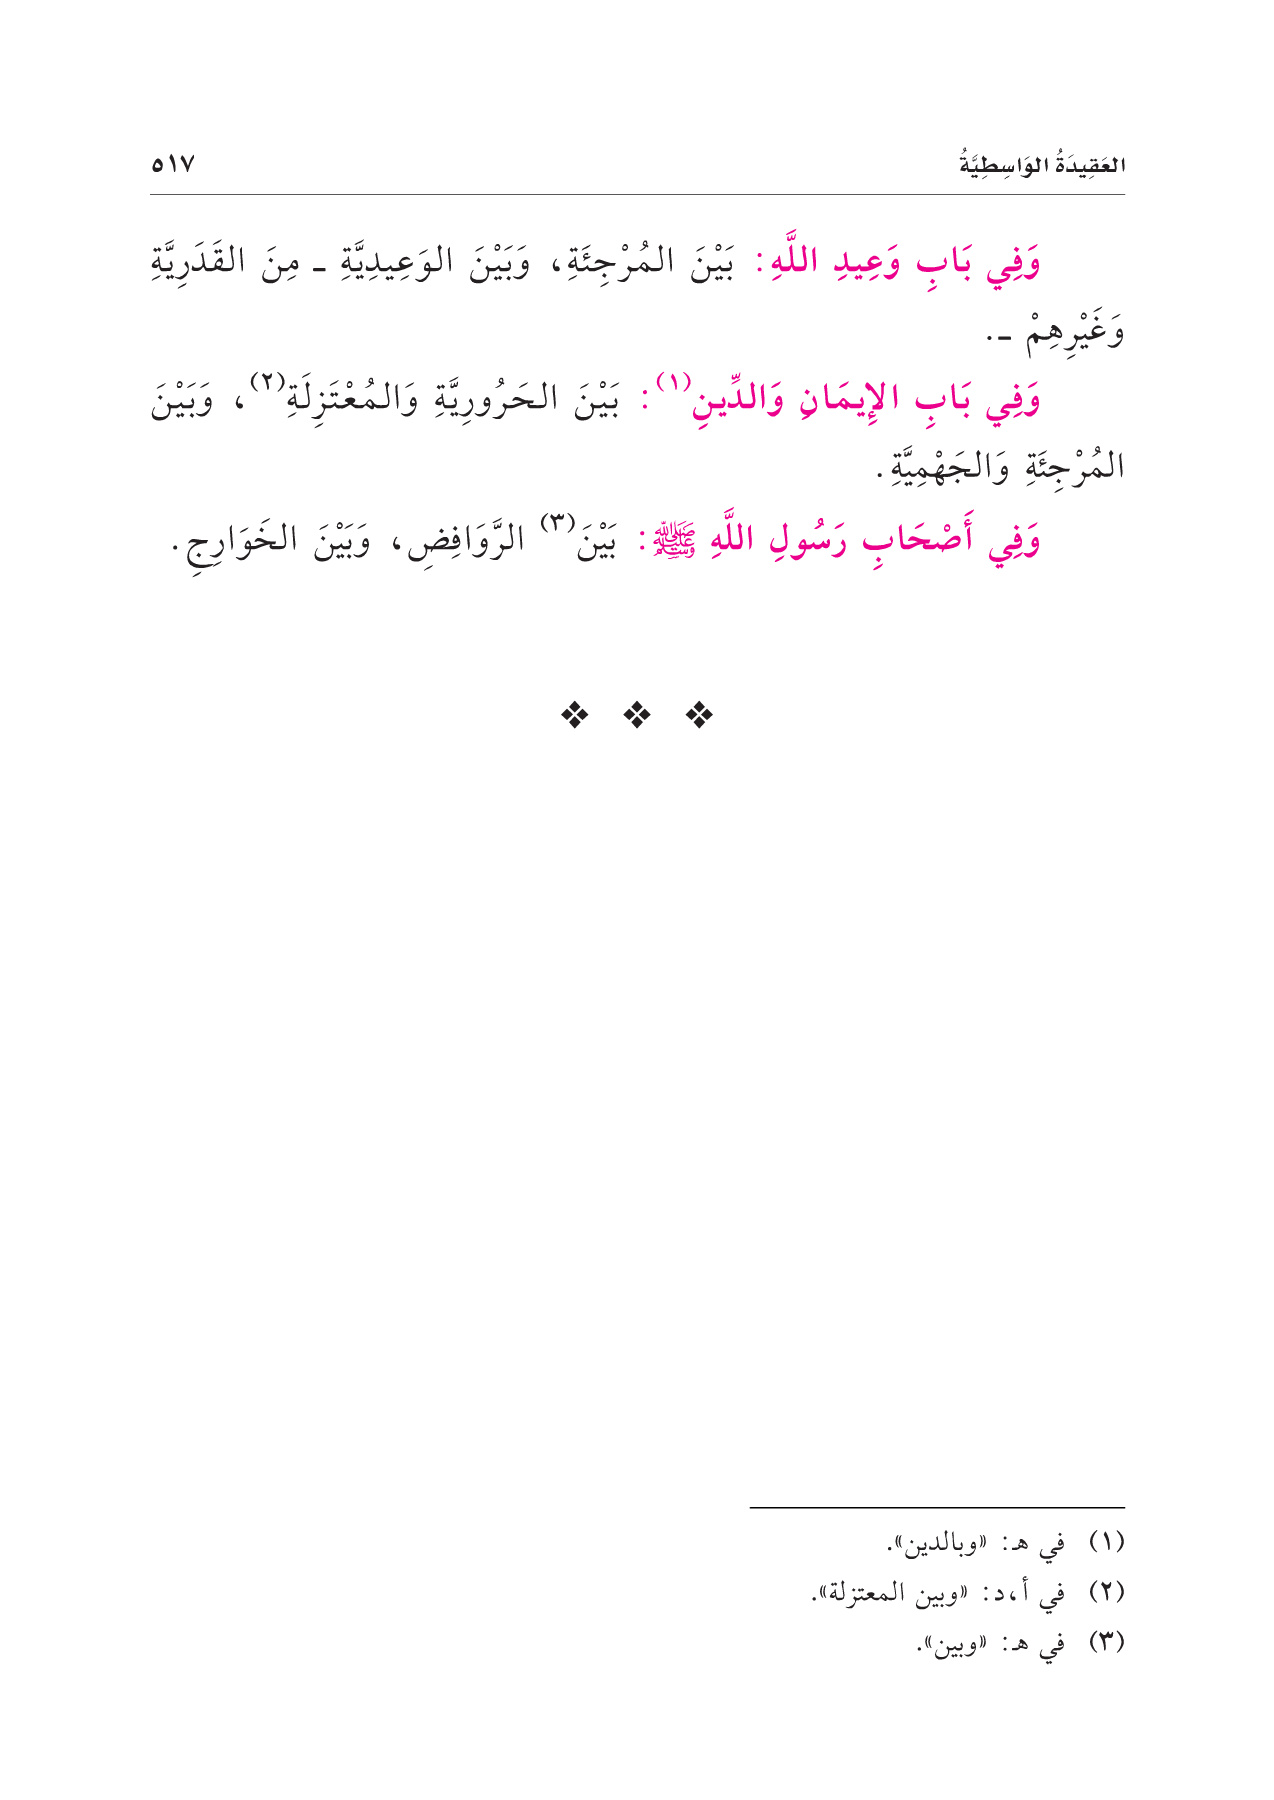 العَقِيدَةُ الوَاسِطِيَّةُ ٥١٧
وَفِي بَابِ وَعِيدِ اللَّهِ: بَيْنَ المُرْجِئَةِ، وَبَيْنَ الوَعِيدِيَّةِ ـ مِنَ القَدَرِيَّةِ
وَغَيْرِهِمْ ـ.
وَفِي بَابِ الإِيمَانِ وَالدِّينِ(١): بَيْنَ الحَرُورِيَّةِ وَالمُعْتَزِلَةِ(٢)، وَبَيْنَ
المُرْجِئَةِ وَالجَهْمِيَّةِ.
وَفِي أَصْحَابِ رَسُولِ اللَّهِ ﷺ: بَيْنَ(٣) الرَّوَافِضِ، وَبَيْنَ الخَوَارِجِ.
❖ ❖ ❖
(١) في هـ: «وبالدين».
(٢) في أ،د: «وبين المعتزلة».
(٣) في هـ: «وبين».